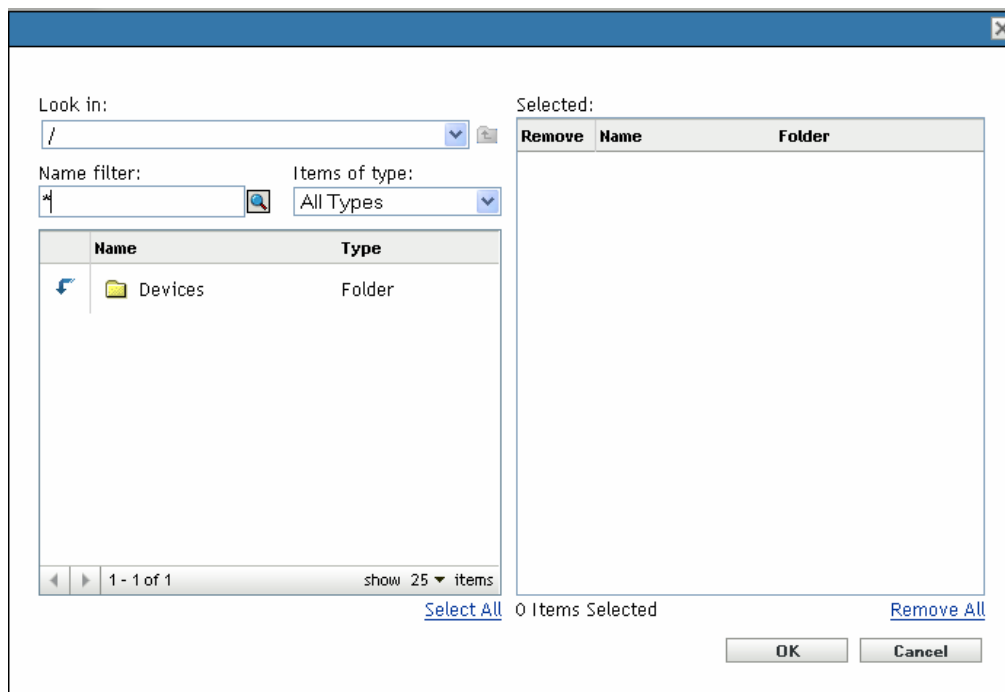 Look in:
/
Name filter:
*
Items of type:
All Types
Name Type
Devices Folder
1 - 1 of 1 show 25 items
Select All
Selected:
Remove Name Folder
0 Items Selected
Remove All
OK Cancel